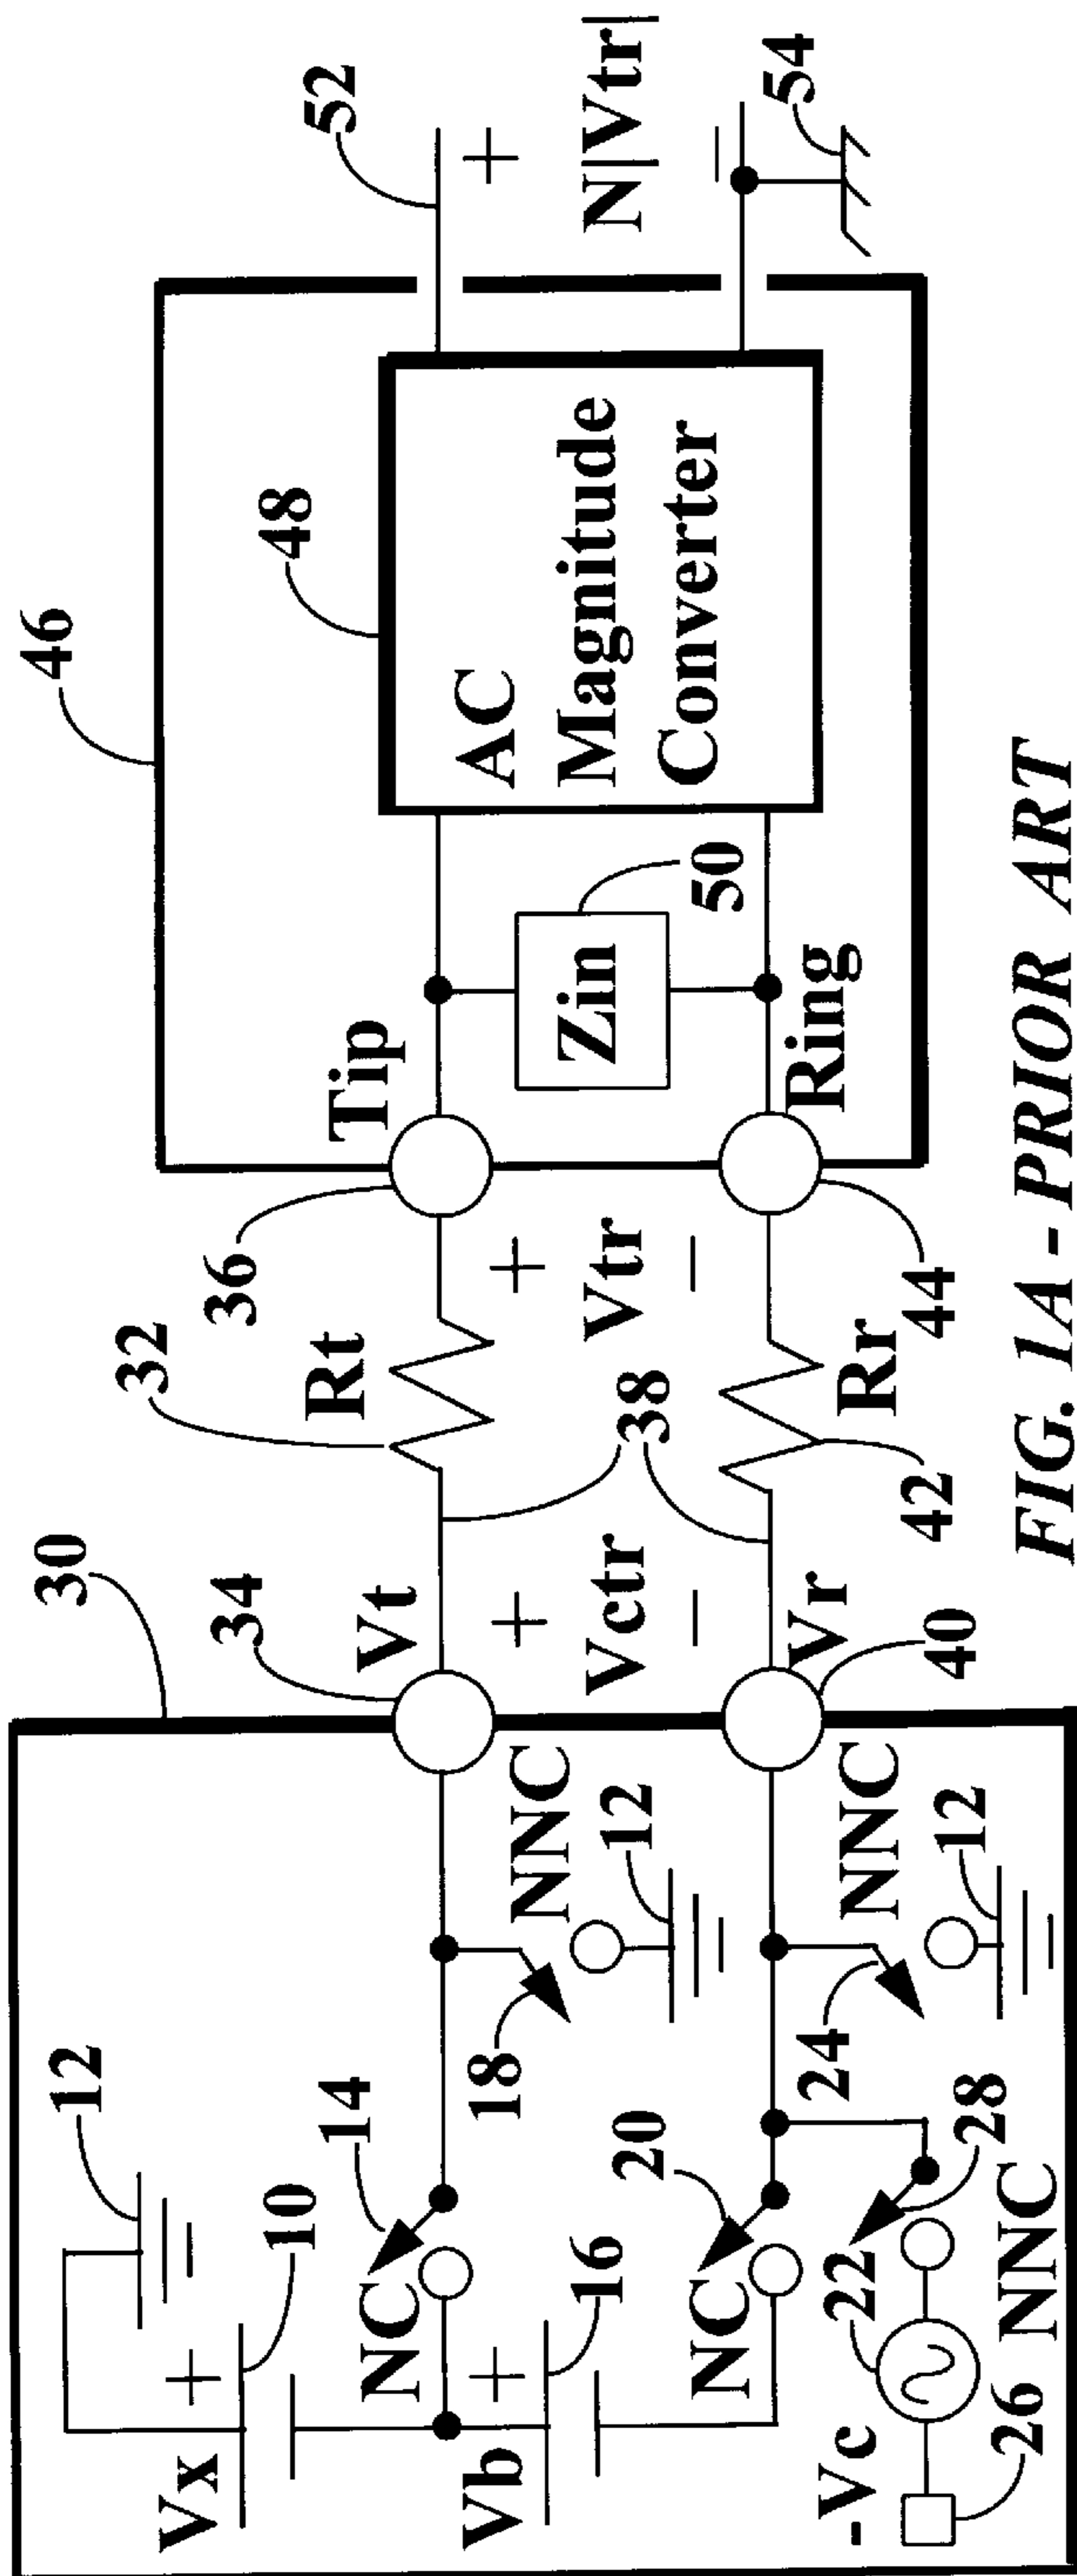 30
46
12
34
32
36
48
52
Vx
+
10
Vt
Rt
Tip
AC
Magnitude
Converter
+
14
NC
18
NNC
+
Vctr
−
38
+
Vtr
−
Zin
50
N|Vtr|
Vb
+
16
12
−
20
NC
Vr
Rr
Ring
54
24
NNC
40
42
44
-Vc
22
28
12
26
NNC
FIG. 1A - PRIOR ART